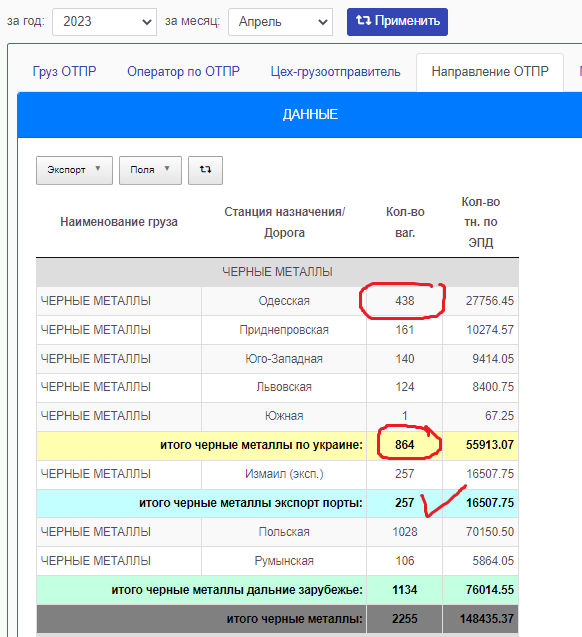 за год: 2023 за месяц: Апрель Применить
Груз ОТПР Оператор по ОТПР Цех-грузоотправитель Направление ОТПР
ДАННЫЕ
Экспорт Поля
Наименование груза Станция назначения/ Дорога Кол-во ваг. Кол-во тн. по ЭПД
ЧЕРНЫЕ МЕТАЛЛЫ
ЧЕРНЫЕ МЕТАЛЛЫ Одесская 438 27756.45
ЧЕРНЫЕ МЕТАЛЛЫ Приднепровская 161 10274.57
ЧЕРНЫЕ МЕТАЛЛЫ Юго-Западная 140 9414.05
ЧЕРНЫЕ МЕТАЛЛЫ Львовская 124 8400.75
ЧЕРНЫЕ МЕТАЛЛЫ Южная 1 67.25
итого черные металлы по украине: 864 55913.07
ЧЕРНЫЕ МЕТАЛЛЫ Измаил (эксп.) 257 16507.75
итого черные металлы экспорт порты: 257 16507.75
ЧЕРНЫЕ МЕТАЛЛЫ Польская 1028 70150.50
ЧЕРНЫЕ МЕТАЛЛЫ Румынская 106 5864.05
итого черные металлы дальние зарубежье: 1134 76014.55
итого черные металлы: 2255 148435.37